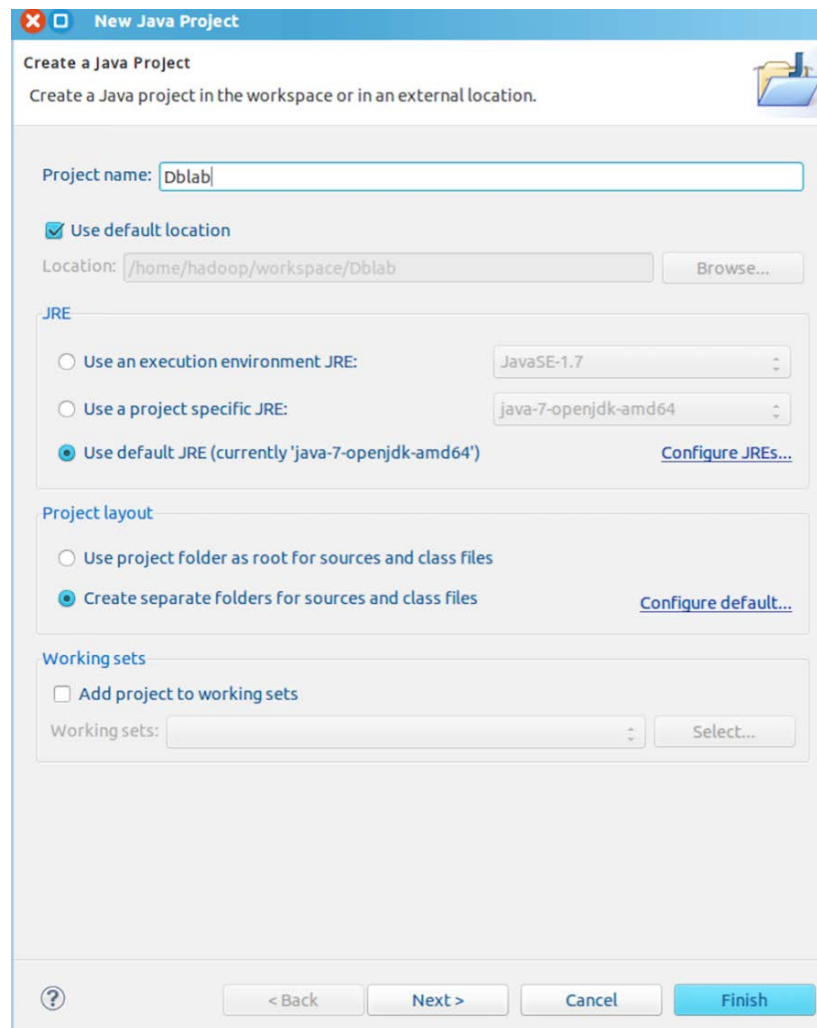 New Java Project
Create a Java Project
Create a Java project in the workspace or in an external location.
Project name: Dblab
Use default location
Location: /home/hadoop/workspace/Dblab Browse...
JRE
Use an execution environment JRE: JavaSE-1.7
Use a project specific JRE: java-7-openjdk-amd64
Use default JRE (currently 'java-7-openjdk-amd64') Configure JREs...
Project layout
Use project folder as root for sources and class files
Create separate folders for sources and class files Configure default...
Working sets
Add project to working sets
Working sets: Select...
? < Back Next > Cancel Finish